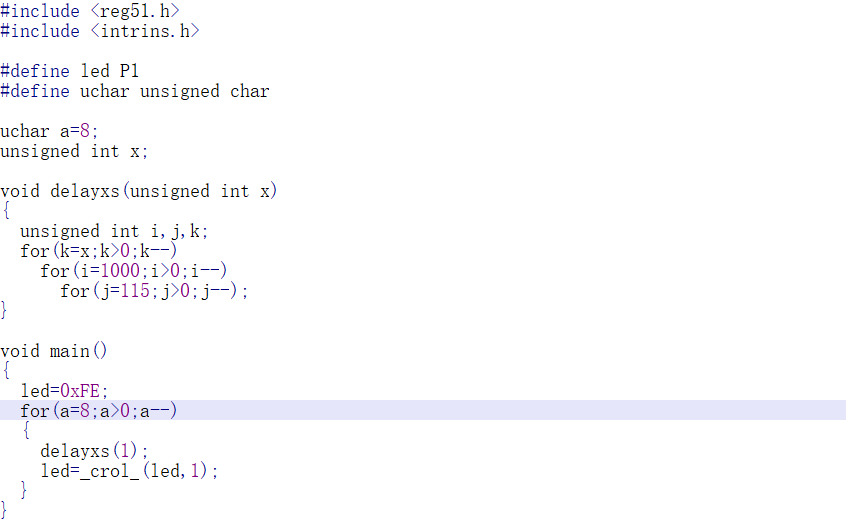 #include <reg51.h>
#include <intrins.h>

#define led P1
#define uchar unsigned char

uchar a=8;
unsigned int x;

void delayxs(unsigned int x)
{
  unsigned int i,j,k;
  for(k=x;k>0;k--)
    for(i=1000;i>0;i--)
      for(j=115;j>0;j--);
}

void main()
{
  led=0xFE;
  for(a=8;a>0;a--)
  {
    delayxs(1);
    led=_crol_(led,1);
  }
}